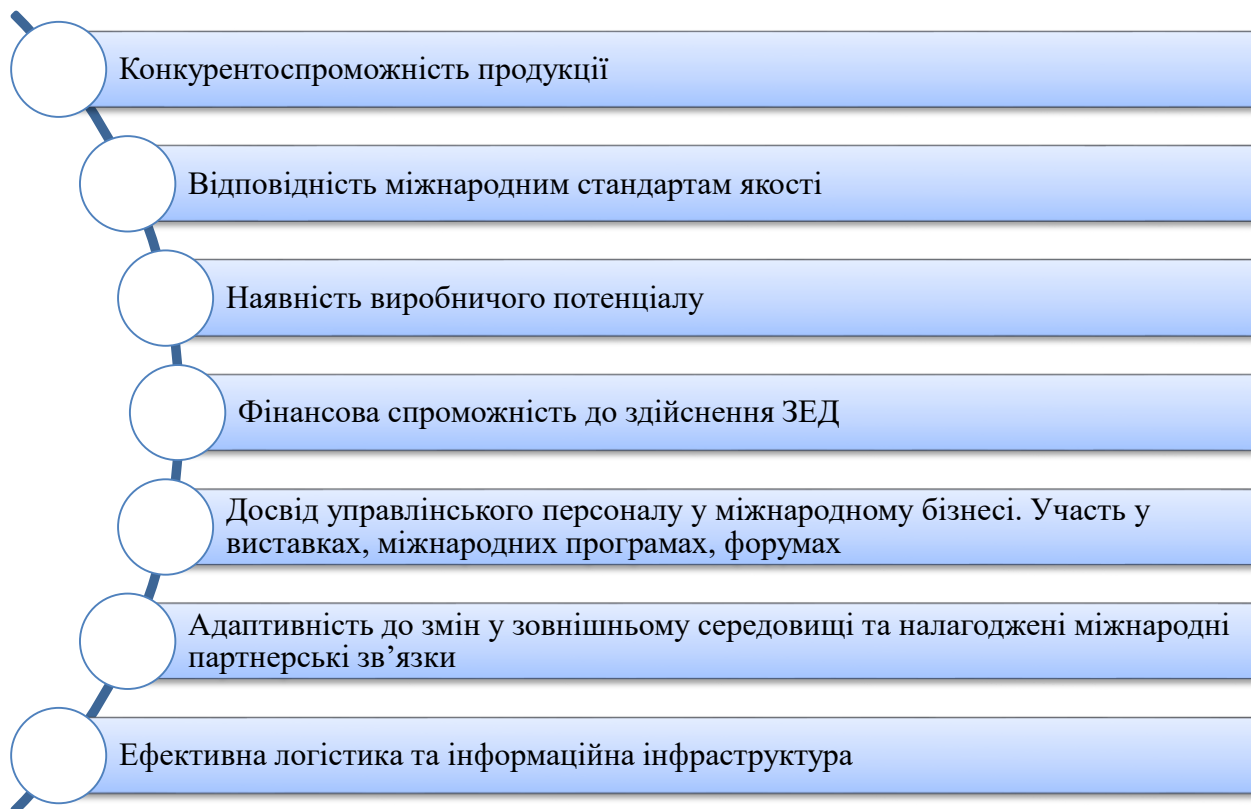 Конкурентоспроможність продукції
Відповідність міжнародним стандартам якості
Наявність виробничого потенціалу
Фінансова спроможність до здійснення ЗЕД
Досвід управлінського персоналу у міжнародному бізнесі. Участь у
виставках, міжнародних програмах, форумах
Адаптивність до змін у зовнішньому середовищі та налагоджені міжнародні
партнерські зв’язки
Ефективна логістика та інформаційна інфраструктура